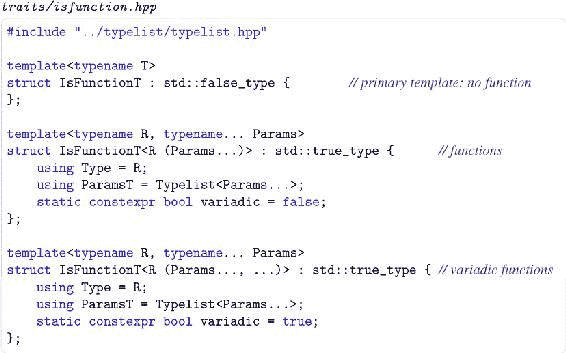 traits/isfunction.hpp
#include "../typelist/typelist.hpp"
template<typename T>
struct IsFunctionT : std::false_type { // primary template: no function
};
template<typename R, typename... Params>
struct IsFunctionT<R (Params...)> : std::true_type { // functions
using Type = R;
using ParamsT = Typelist<Params...>;
static constexpr bool variadic = false;
};
template<typename R, typename... Params>
struct IsFunctionT<R (Params..., ...)> : std::true_type { // variadic functions
using Type = R;
using ParamsT = Typelist<Params...>;
static constexpr bool variadic = true;
};